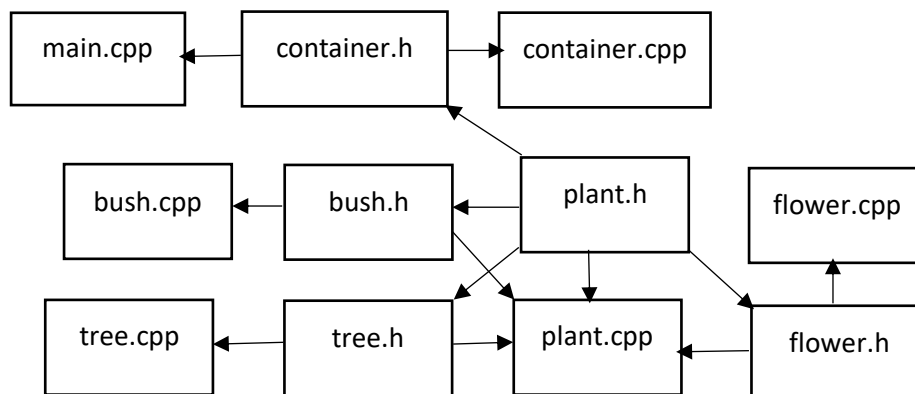 main.cpp
container.h
container.cpp
bush.cpp
bush.h
plant.h
flower.cpp
tree.cpp
tree.h
plant.cpp
flower.h